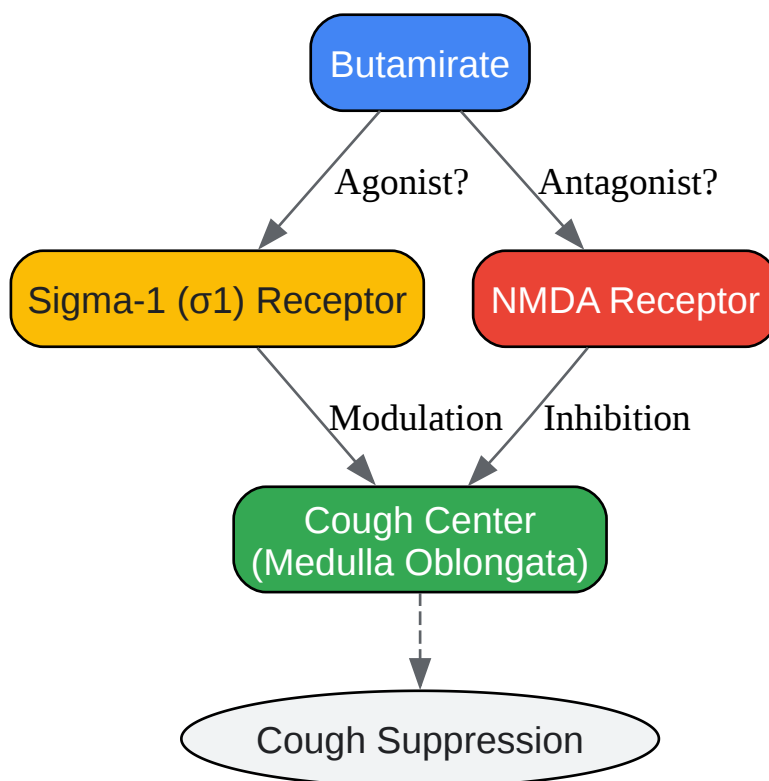 Butamirate
Agonist?
Antagonist?
Sigma-1 (σ1) Receptor
NMDA Receptor
Modulation
Inhibition
Cough Center
(Medulla Oblongata)
Cough Suppression